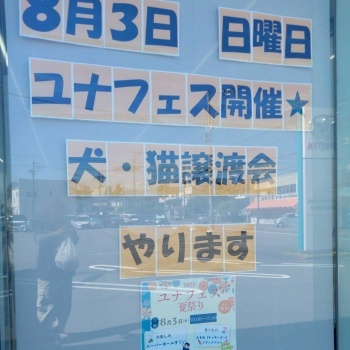 8月3日 日曜日
ユナフェス開催★
犬・猫譲渡会
やります
ユナフェス
夏祭り
8月3日